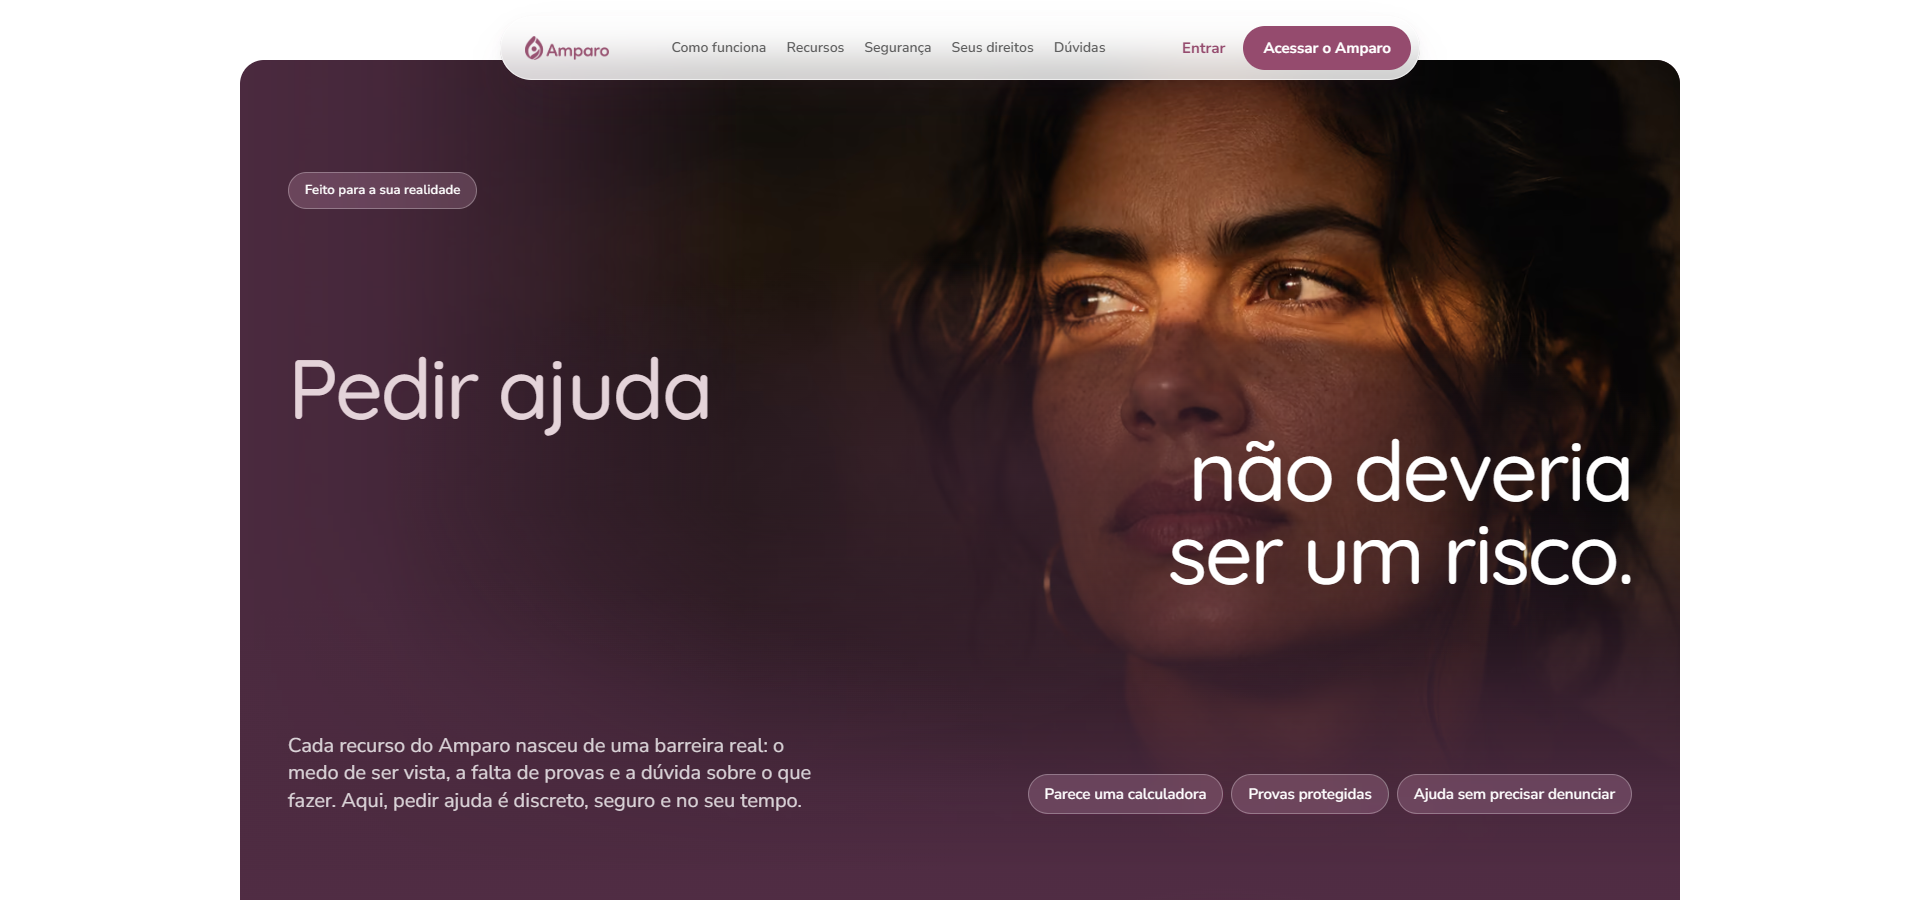 Amparo
Como funciona
Recursos
Segurança
Seus direitos
Dúvidas
Entrar
Acessar o Amparo
Feito para a sua realidade
Pedir ajuda
não deveria
ser um risco.
Cada recurso do Amparo nasceu de uma barreira real: o
medo de ser vista, a falta de provas e a dúvida sobre o que
fazer. Aqui, pedir ajuda é discreto, seguro e no seu tempo.
Parece uma calculadora
Provas protegidas
Ajuda sem precisar denunciar